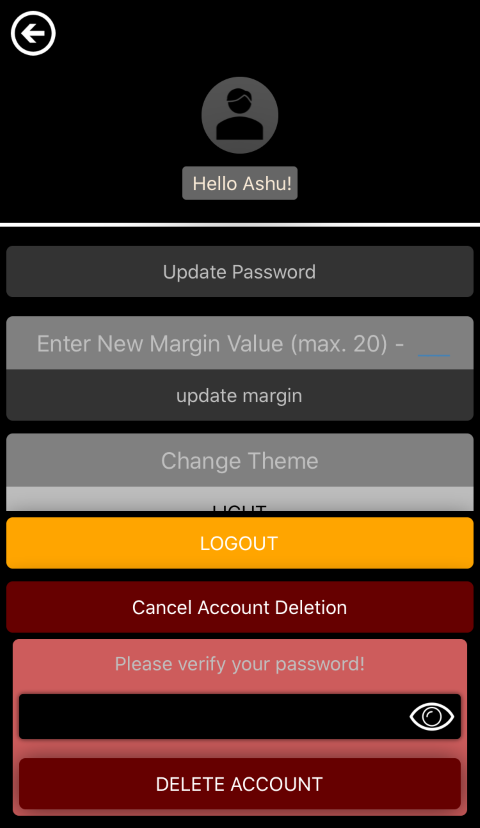 Hello Ashu!
Update Password
Enter New Margin Value (max. 20) -
update margin
Change Theme
LIGHT
LOGOUT
Cancel Account Deletion
Please verify your password!
DELETE ACCOUNT